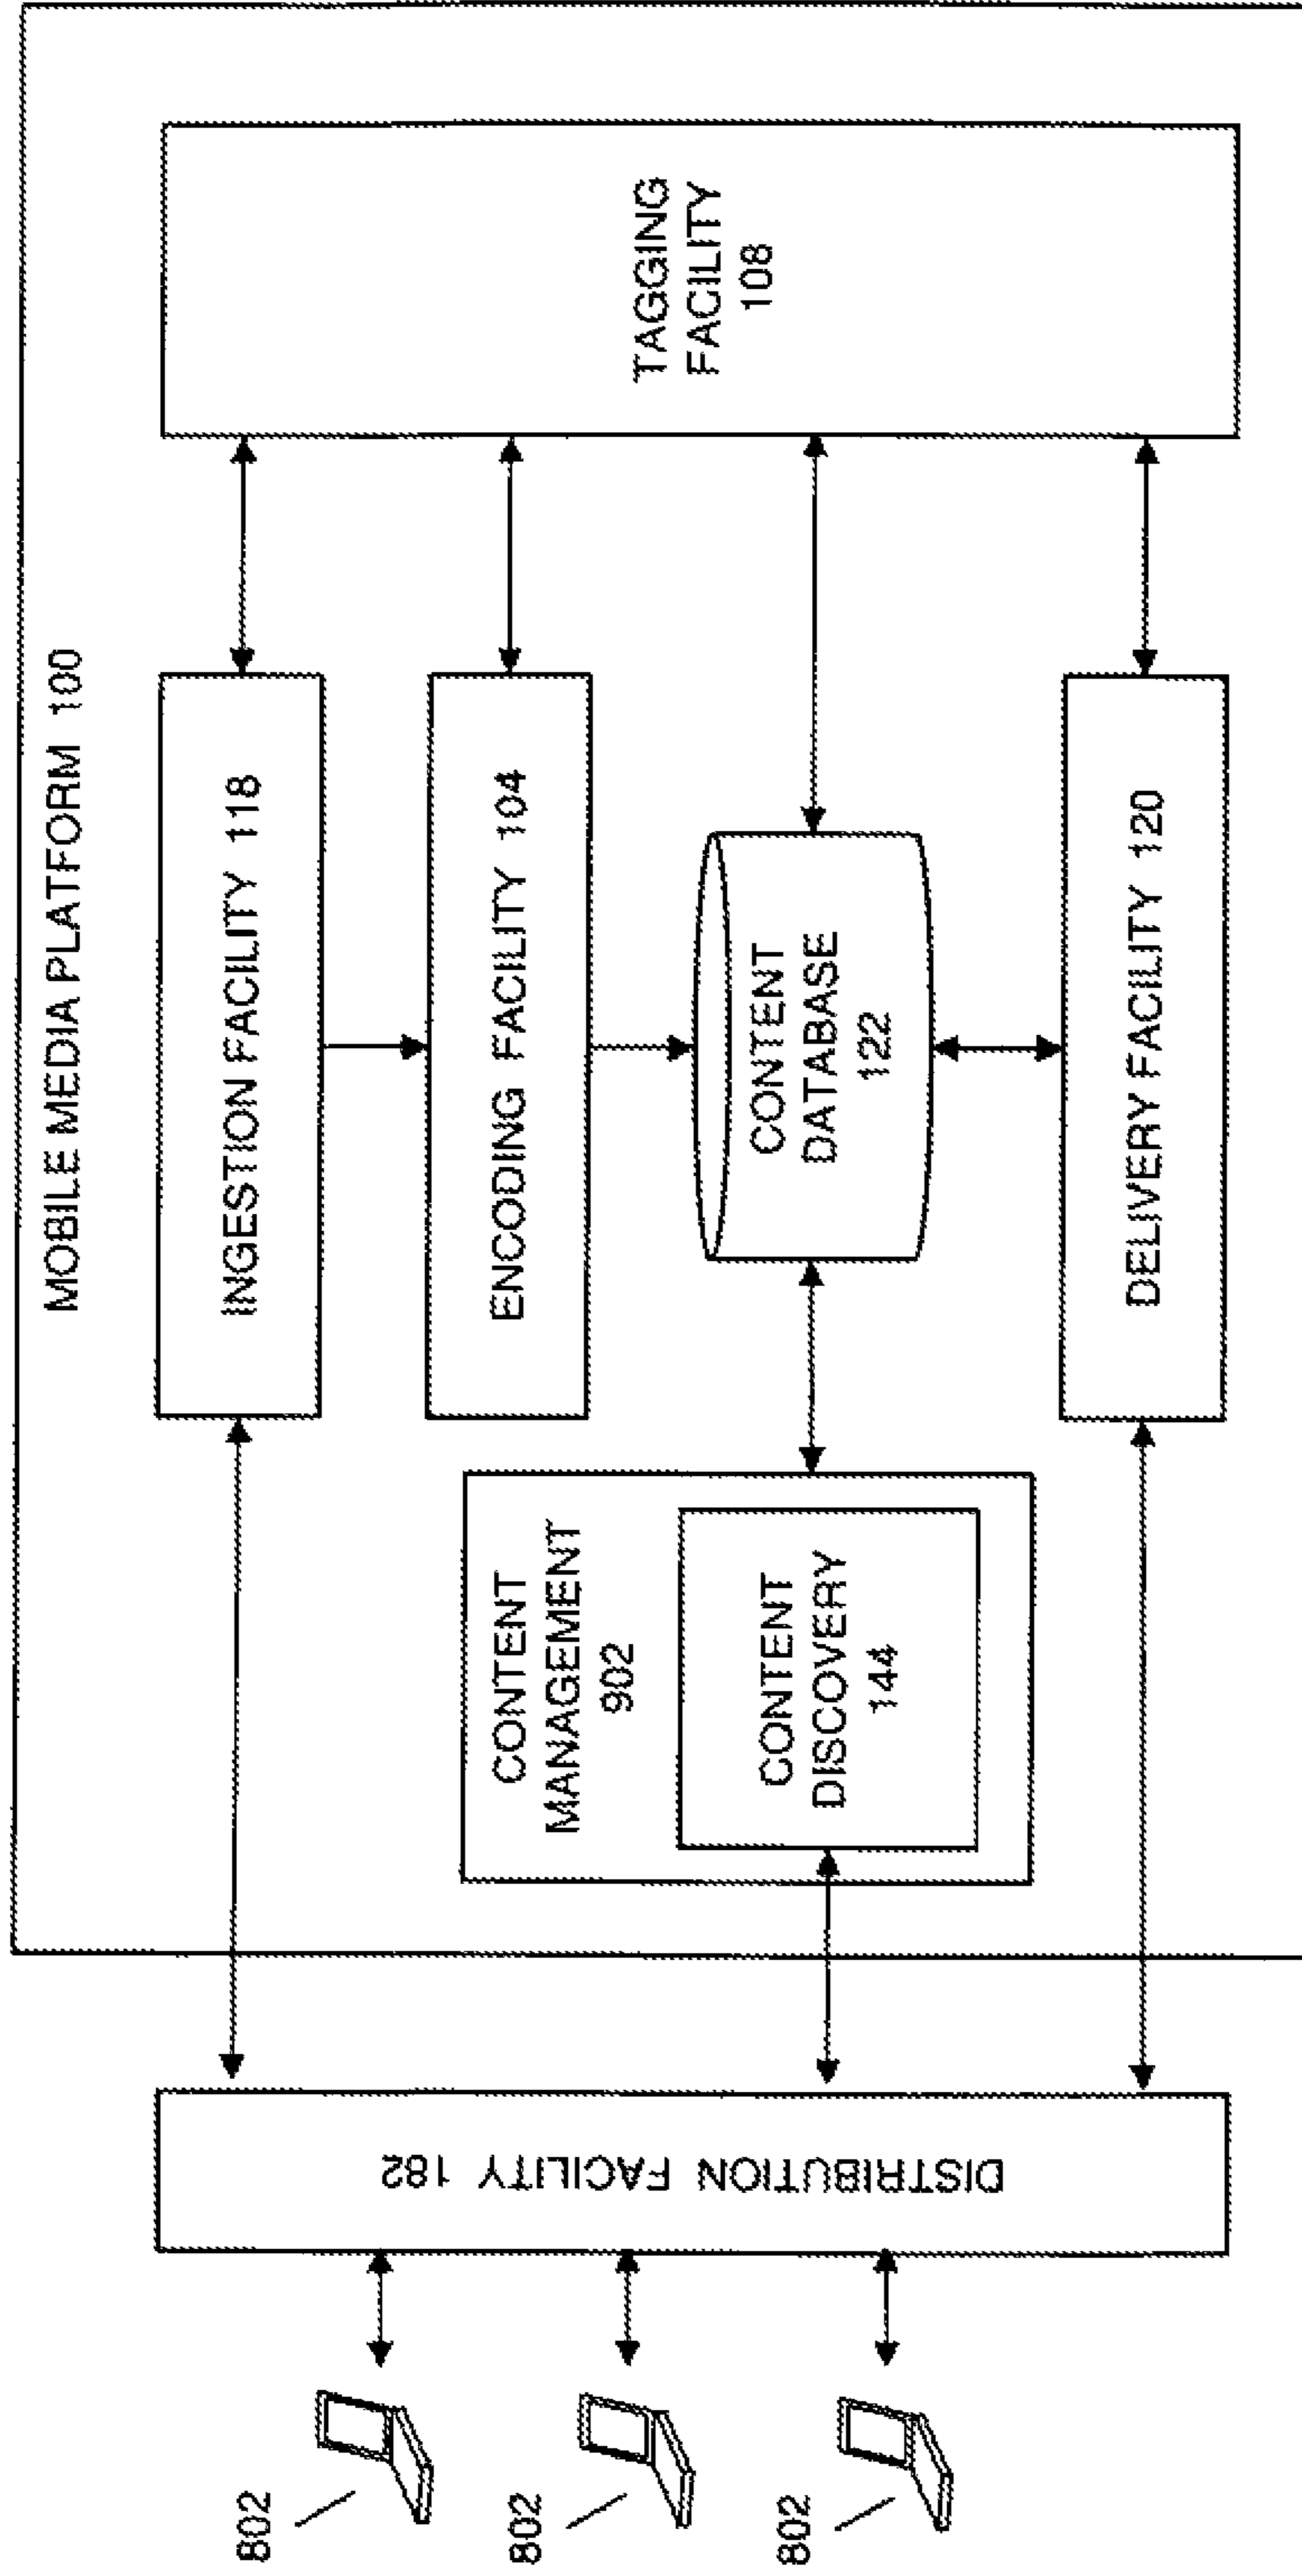 MOBILE MEDIA PLATFORM 100
802
802
802
DISTRIBUTION FACILITY 182
INGESTION FACILITY 118
ENCODING FACILITY 104
CONTENT
MANAGEMENT
902
CONTENT
DISCOVERY
144
CONTENT
DATABASE
122
DELIVERY FACILITY 120
TAGGING
FACILITY
108